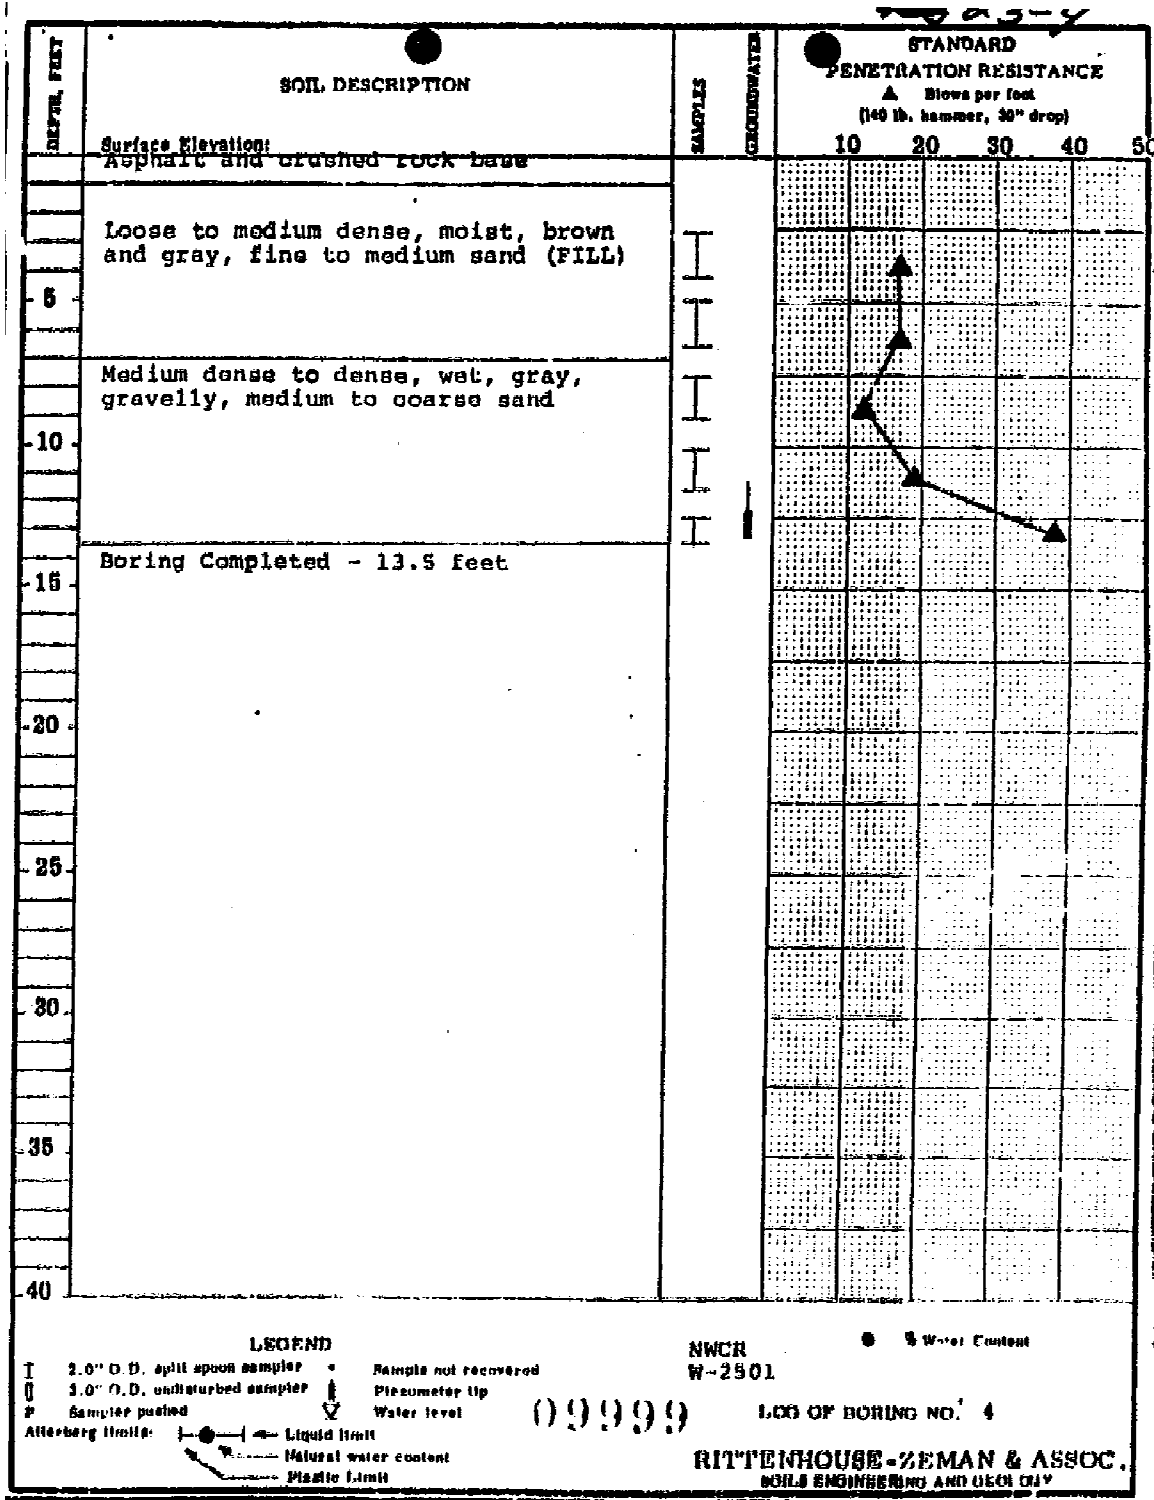 DEPTH, FEET
SOIL DESCRIPTION
SAMPLES
GROUNDWATER
STANDARD
PENETRATION RESISTANCE
▲ Blows per foot
(140 lb. hammer, 30" drop)
Surface Elevation:
10 20 30 40 50
Asphalt and crushed rock base
Loose to medium dense, moist, brown
and gray, fine to medium sand (FILL)
5
Medium dense to dense, wet, gray,
gravelly, medium to coarse sand
10
Boring Completed - 13.5 feet
15
20
25
30
35
40
LEGEND
2.0" O.D. split spoon sampler
3.0" O.D. undisturbed sampler
P Sampler pushed
Sample not recovered
Piezometer tip
Water level
Atterberg limits:
Liquid limit
Natural water content
Plastic Limit
NWCR
W-2501
% Water Content
09999
LOG OF BORING NO. 4
RITTENHOUSE-ZEMAN & ASSOC.
SOILS ENGINEERING AND GEOLOGY